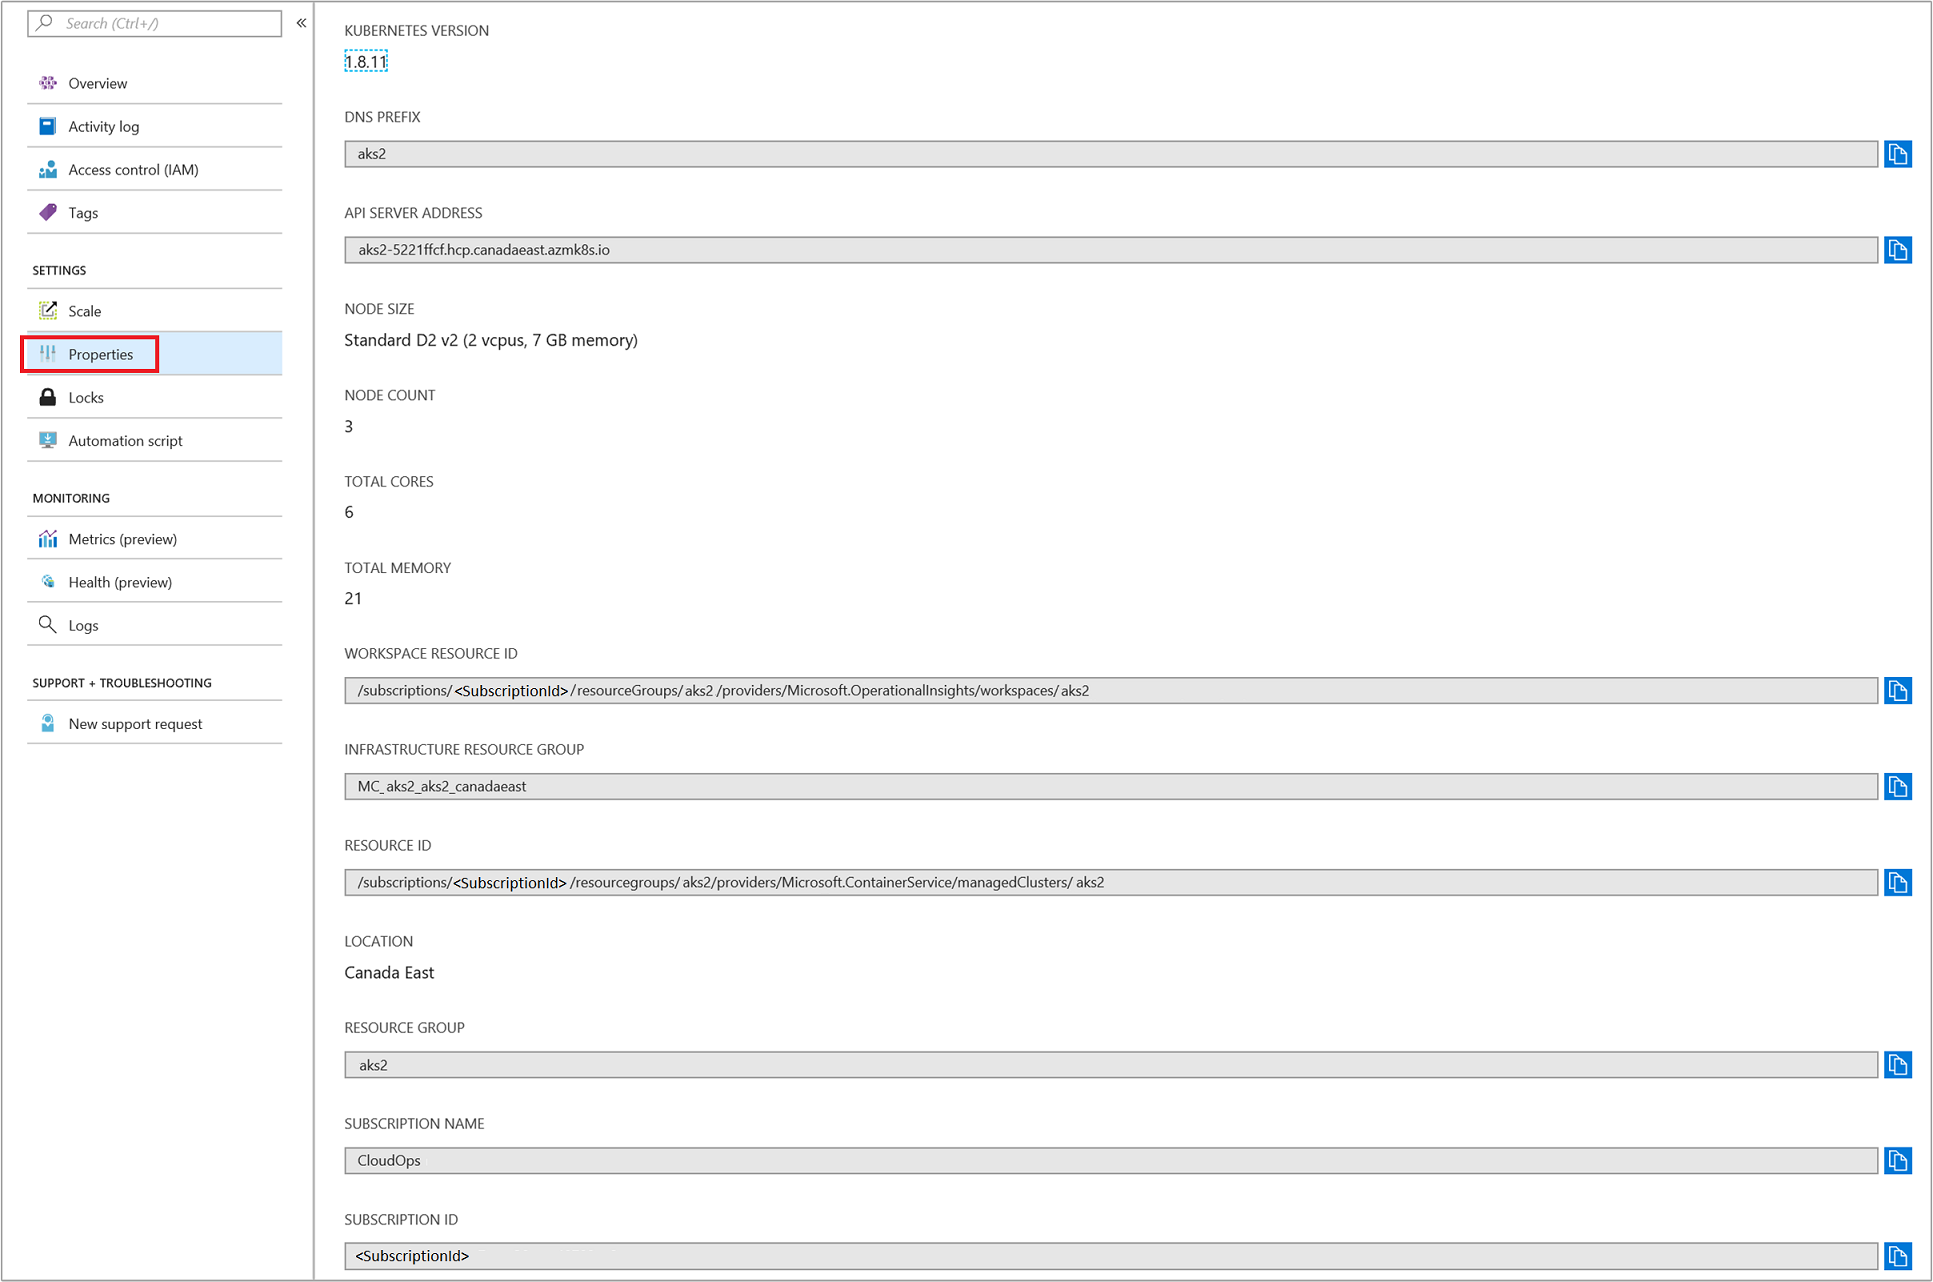 Search (Ctrl+/)
«
Overview
Activity log
Access control (IAM)
Tags
SETTINGS
Scale
Properties
Locks
Automation script
MONITORING
Metrics (preview)
Health (preview)
Logs
SUPPORT + TROUBLESHOOTING
New support request
KUBERNETES VERSION
1.8.11
DNS PREFIX
aks2
API SERVER ADDRESS
aks2-5221ffcf.hcp.canadaeast.azmk8s.io
NODE SIZE
Standard D2 v2 (2 vcpus, 7 GB memory)
NODE COUNT
3
TOTAL CORES
6
TOTAL MEMORY
21
WORKSPACE RESOURCE ID
/subscriptions/<SubscriptionId>/resourceGroups/aks2/providers/Microsoft.OperationalInsights/workspaces/aks2
INFRASTRUCTURE RESOURCE GROUP
MC_aks2_aks2_canadaeast
RESOURCE ID
/subscriptions/<SubscriptionId>/resourcegroups/aks2/providers/Microsoft.ContainerService/managedClusters/aks2
LOCATION
Canada East
RESOURCE GROUP
aks2
SUBSCRIPTION NAME
CloudOps
SUBSCRIPTION ID
<SubscriptionId>